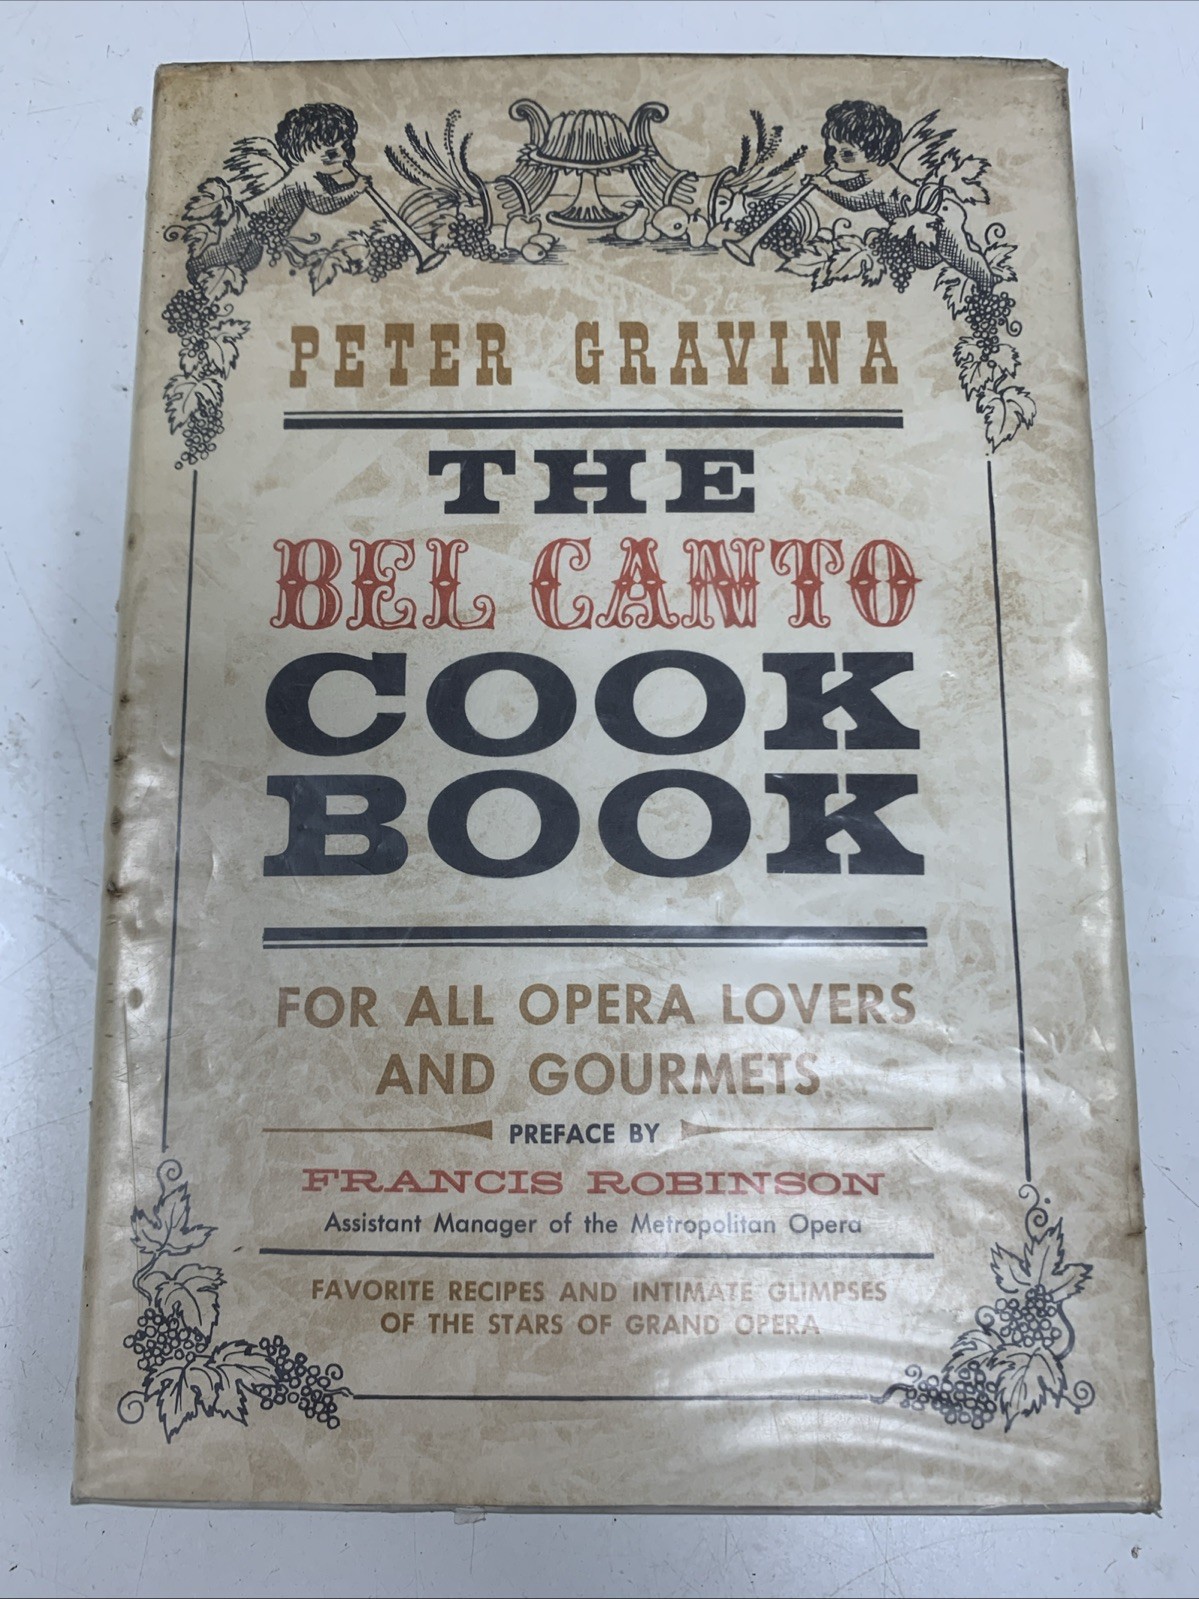 PETER GRAVINA
THE
BEL CANTO
COOK
BOOK
FOR ALL OPERA LOVERS
AND GOURMETS
PREFACE BY
FRANCIS ROBINSON
Assistant Manager of the Metropolitan Opera
FAVORITE RECIPES AND INTIMATE GLIMPSES
OF THE STARS OF GRAND OPERA